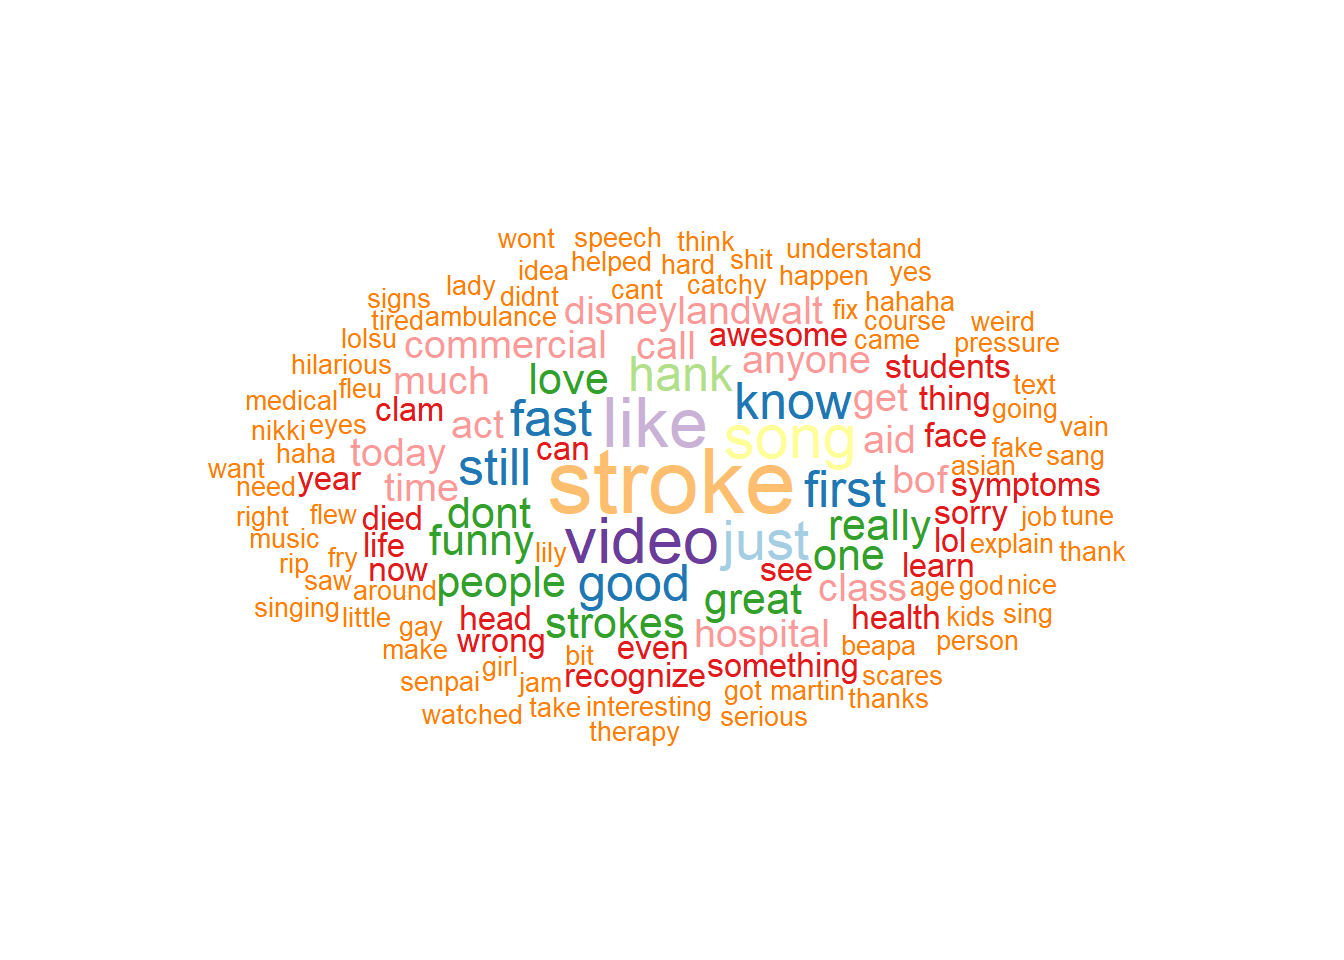 wont speech think understand
idea helped hard shit happen yes
lady didnt cant catchy
signs disneylandwalt fix hahaha
tired ambulance awesome course weird
lolsu commercial call came pressure
hilarious much love hank anyone students
fleu text
medical clam act fast like know get thing going
nikki eyes song aid face vain
haha today still can fake sang
want asian
need year time stroke first bof symptoms
right flew died dont really sorry job tune
music life funny lily video just one lol explain thank
rip fry now see learn
saw around people good great class age god nice
singing little head strokes health kids sing
gay wrong hospital person
make girl bit even something beapa
senpai jam recognize scares
watched take interesting got martin thanks
serious
therapy